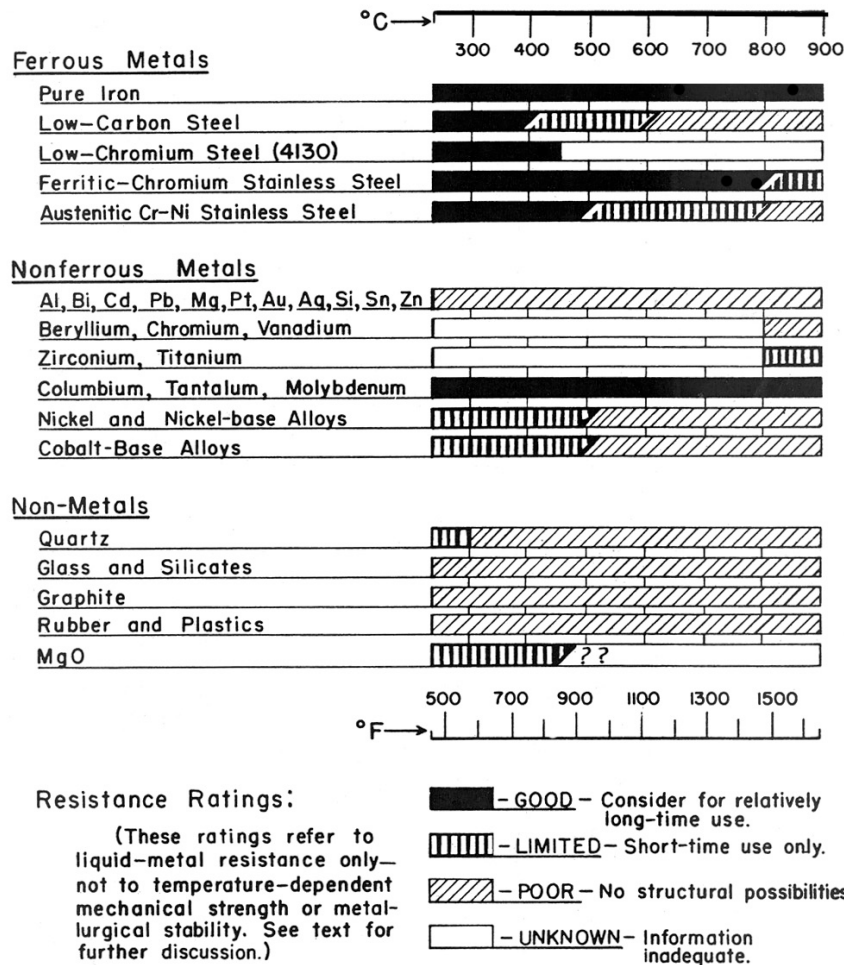 °C→
300 400 500 600 700 800 900
Ferrous Metals
Pure Iron
Low-Carbon Steel
Low-Chromium Steel (4130)
Ferritic-Chromium Stainless Steel
Austenitic Cr-Ni Stainless Steel
Nonferrous Metals
Al, Bi, Cd, Pb, Mg, Pt, Au, Ag, Si, Sn, Zn
Beryllium, Chromium, Vanadium
Zirconium, Titanium
Columbium, Tantalum, Molybdenum
Nickel and Nickel-base Alloys
Cobalt-Base Alloys
Non-Metals
Quartz
Glass and Silicates
Graphite
Rubber and Plastics
MgO ??
500 700 900 1100 1300 1500
°F→
Resistance Ratings:
(These ratings refer to
liquid-metal resistance only—
not to temperature-dependent
mechanical strength or metal-
lurgical stability. See text for
further discussion.)
- GOOD - Consider for relatively
long-time use.
- LIMITED - Short-time use only.
- POOR - No structural possibilities
- UNKNOWN - Information
inadequate.